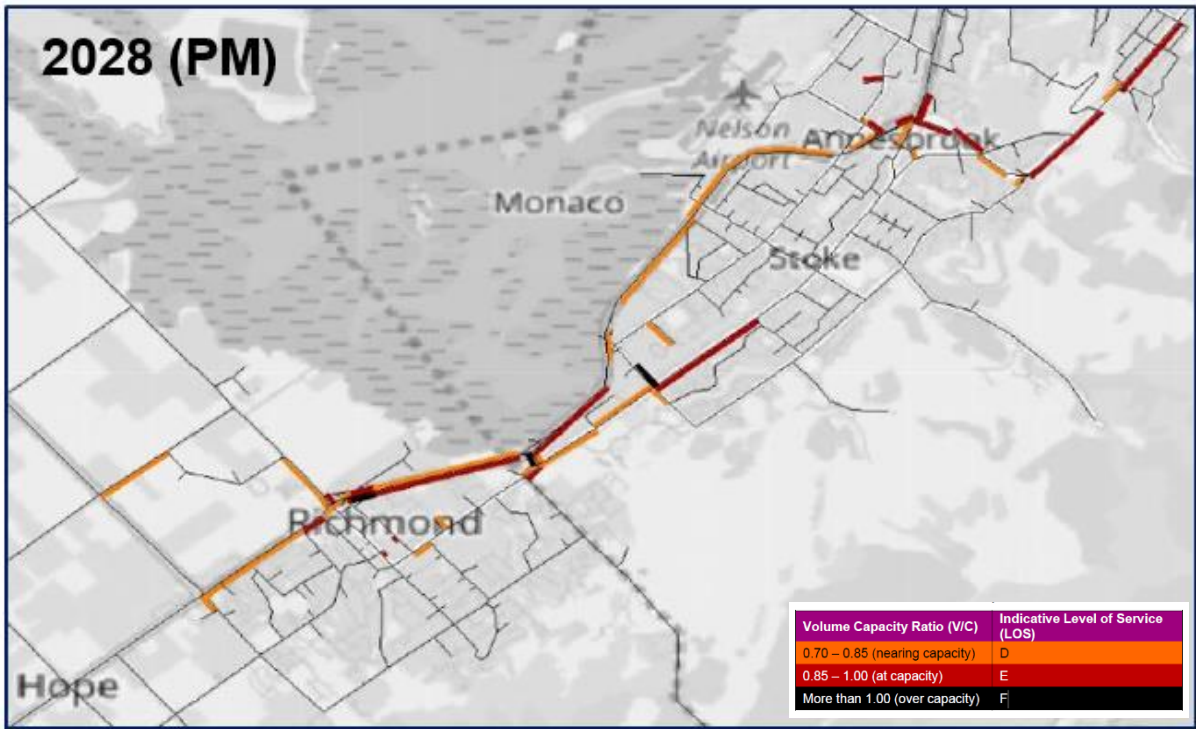 2028 (PM)
Nelson
Airport
Annesbrook
Monaco
Stoke
Richmond
Hope
Volume Capacity Ratio (V/C) Indicative Level of Service (LOS)
0.70 – 0.85 (nearing capacity) D
0.85 – 1.00 (at capacity) E
More than 1.00 (over capacity) F